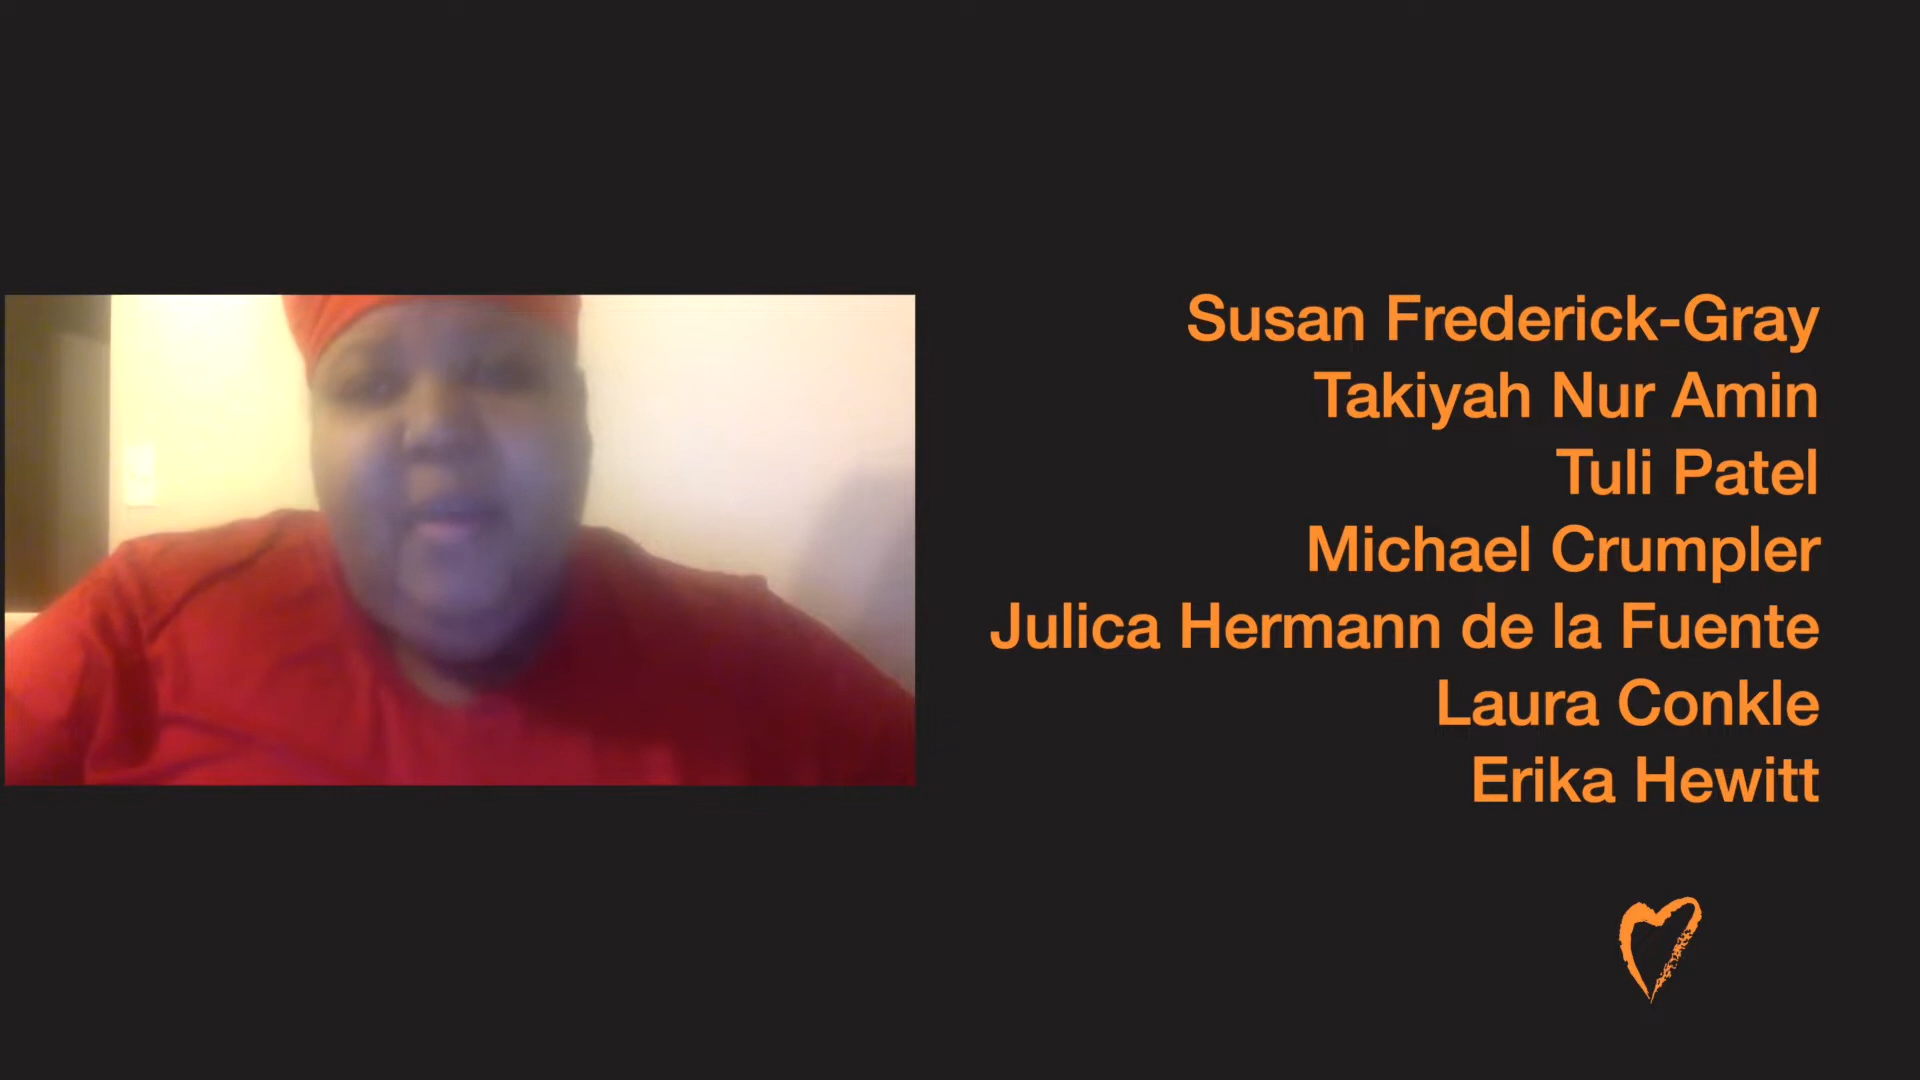 Susan Frederick-Gray
Takiyah Nur Amin
Tuli Patel
Michael Crumpler
Julica Hermann de la Fuente
Laura Conkle
Erika Hewitt